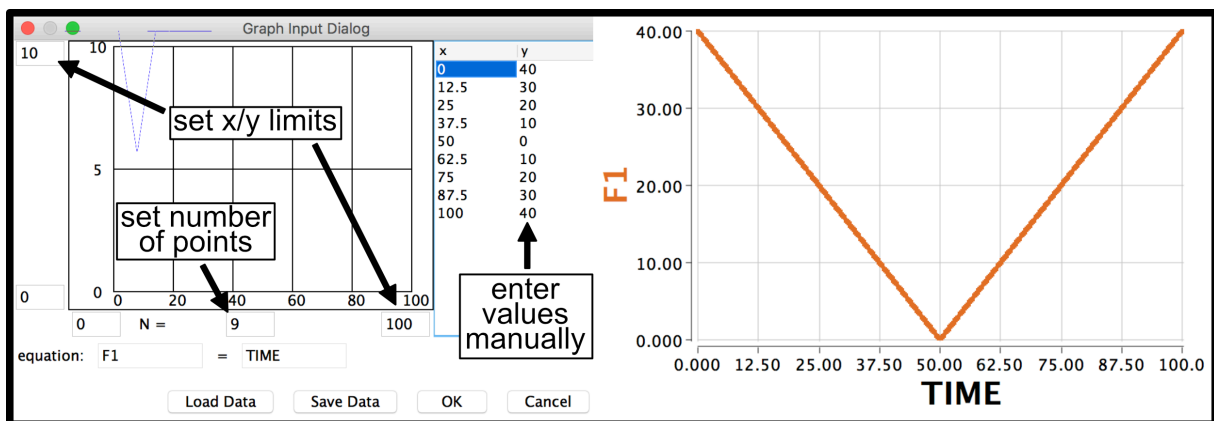 Graph Input Dialog
10
10
5
0
0
0 20 40 60 80 100
set x/y limits
set number
of points
x y
0 40
12.5 30
25 20
37.5 10
50 0
62.5 10
75 20
87.5 30
100 40
enter
values
manually
0 N = 9 100
equation: F1 = TIME
Load Data Save Data OK Cancel
40.00
30.00
20.00
10.00
0.000
F1
0.000 12.50 25.00 37.50 50.00 62.50 75.00 87.50 100.0
TIME